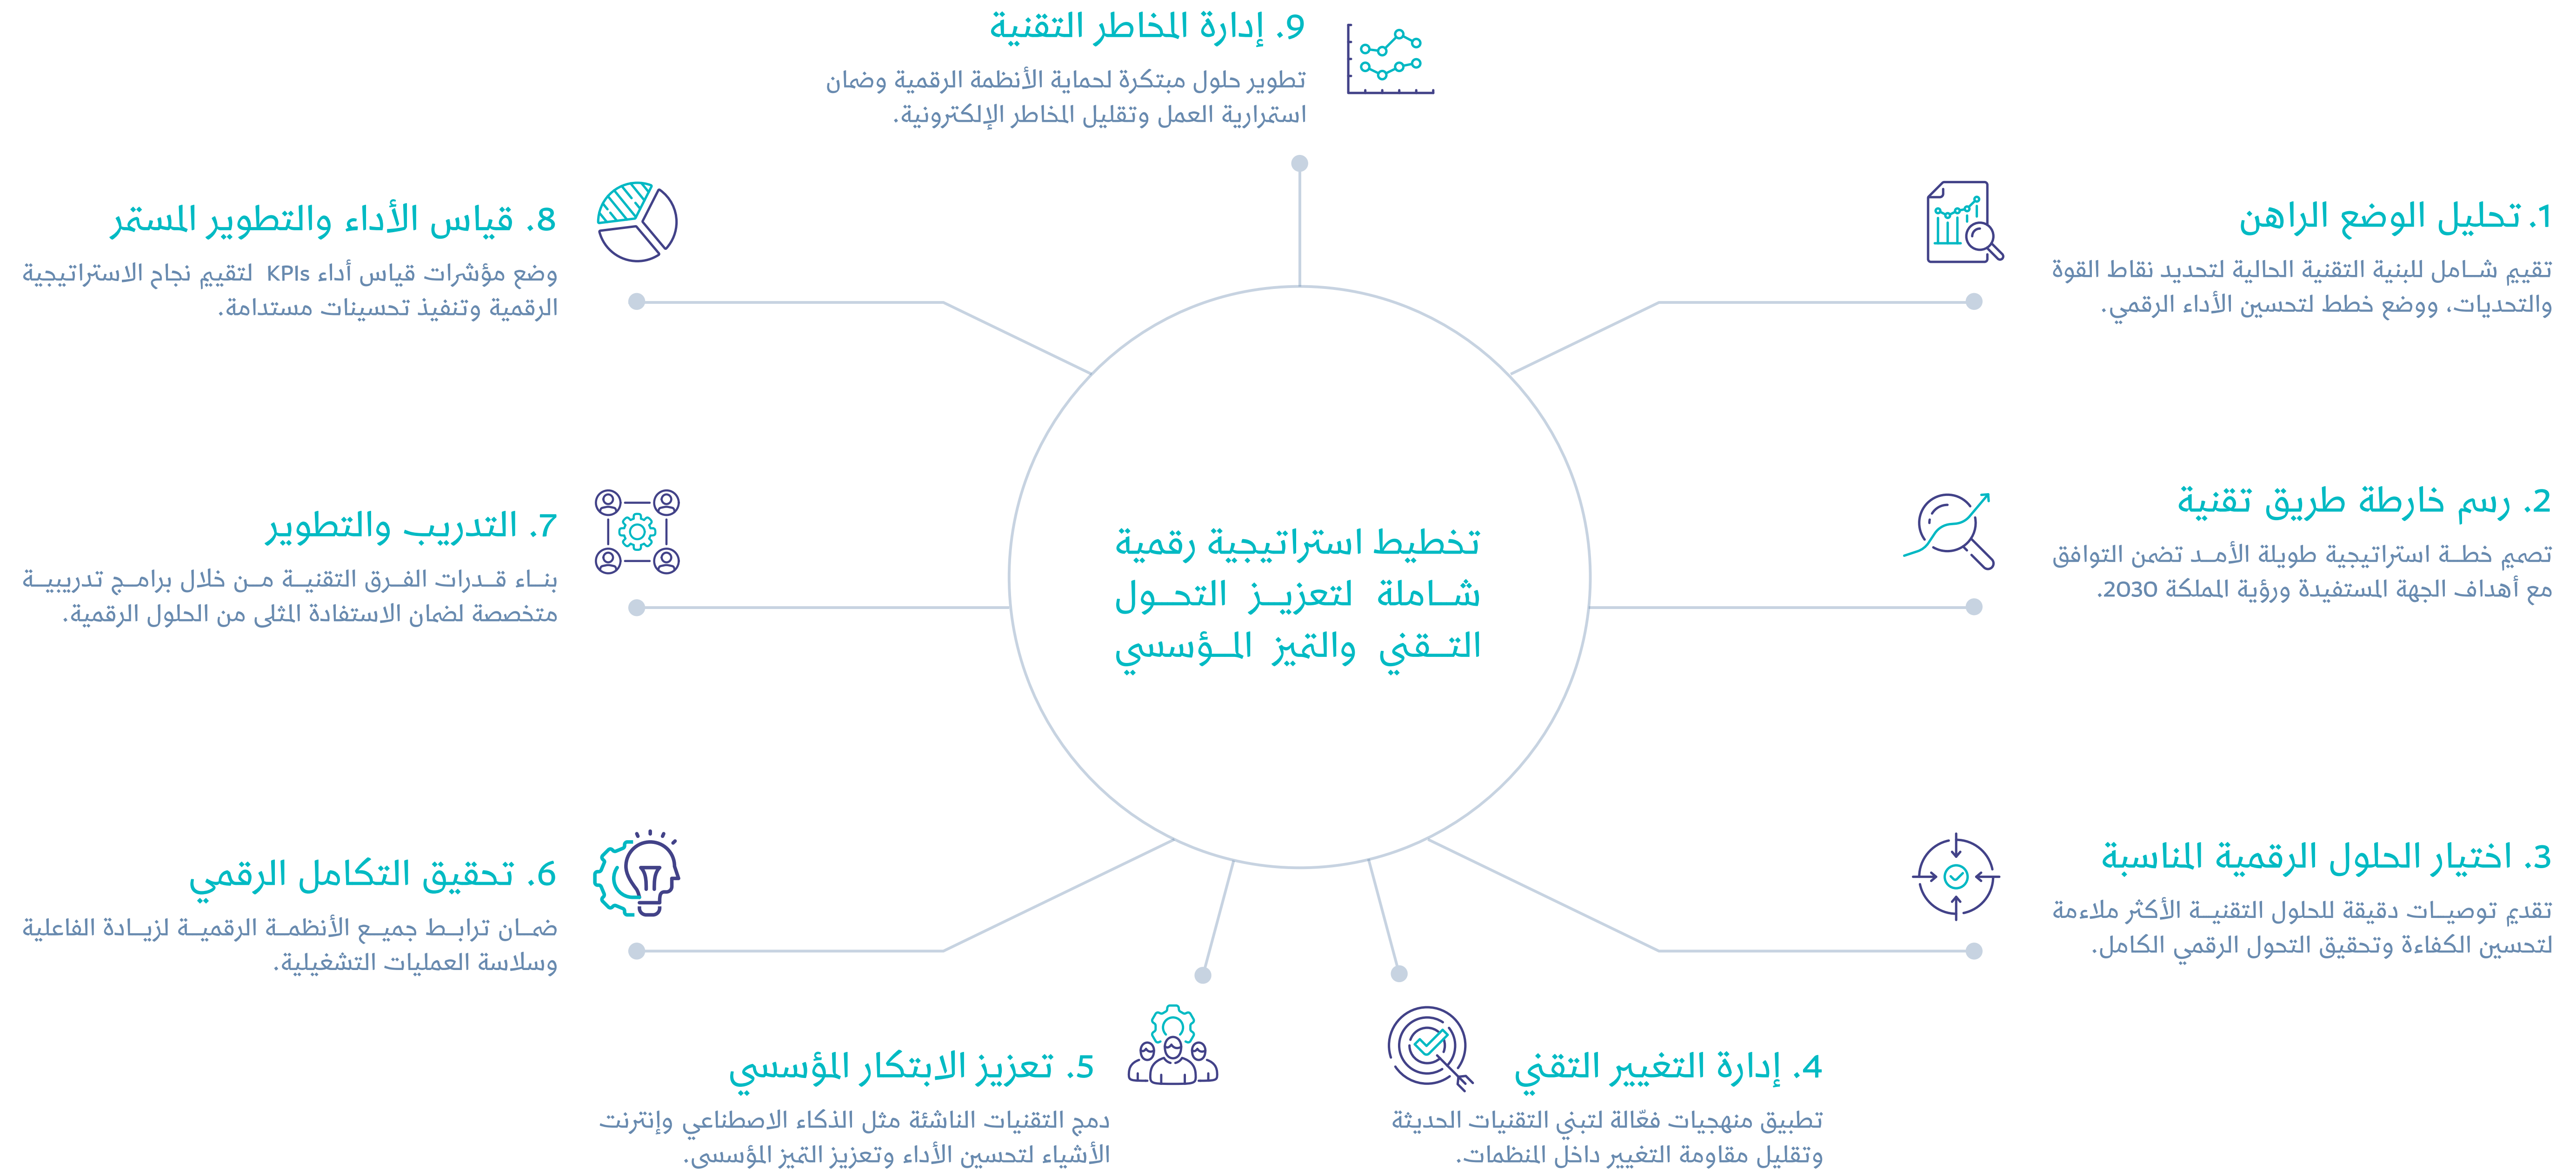 تخطيط استراتيجية رقمية
شاملة لتعزيز التحول
التقني والتميز المؤسسي
1. تحليل الوضع الراهن
تقييم شامل للبنية التقنية الحالية لتحديد نقاط القوة
والتحديات، ووضع خطط لتحسين الأداء الرقمي.
2. رسم خارطة طريق تقنية
تصميم خطة استراتيجية طويلة الأمد تضمن التوافق
مع أهداف الجهة المستفيدة ورؤية المملكة 2030.
3. اختيار الحلول الرقمية المناسبة
تقديم توصيات دقيقة للحلول التقنية الأكثر ملاءمة
لتحسين الكفاءة وتحقيق التحول الرقمي الكامل.
4. إدارة التغيير التقني
تطبيق منهجيات فعّالة لتبني التقنيات الحديثة
وتقليل مقاومة التغيير داخل المنظمات.
5. تعزيز الابتكار المؤسسي
دمج التقنيات الناشئة مثل الذكاء الاصطناعي وإنترنت
الأشياء لتحسين الأداء وتعزيز التميز المؤسسي.
6. تحقيق التكامل الرقمي
ضمان ترابط جميع الأنظمة الرقمية لزيادة الفاعلية
وسلاسة العمليات التشغيلية.
7. التدريب والتطوير
بناء قدرات الفرق التقنية من خلال برامج تدريبية
متخصصة لضمان الاستفادة المثلى من الحلول الرقمية.
8. قياس الأداء والتطوير المستمر
وضع مؤشرات قياس أداء KPIs لتقييم نجاح الاستراتيجية
الرقمية وتنفيذ تحسينات مستدامة.
9. إدارة المخاطر التقنية
تطوير حلول مبتكرة لحماية الأنظمة الرقمية وضمان
استمرارية العمل وتقليل المخاطر الإلكترونية.